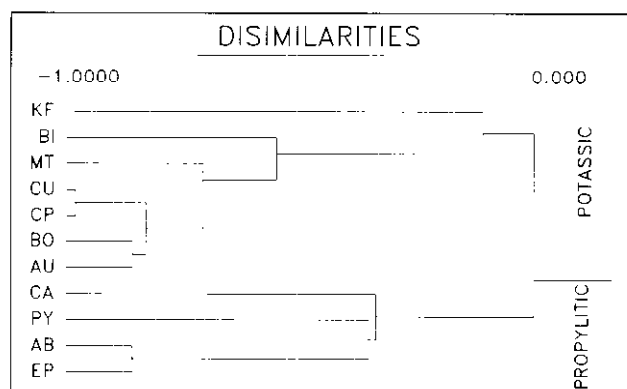 DISIMILARITIES
-1.0000 0.000
KF
BI
MT
CU
CP
BO
AU
CA
PY
AB
EP
POTASSIC
PROPYLITIC